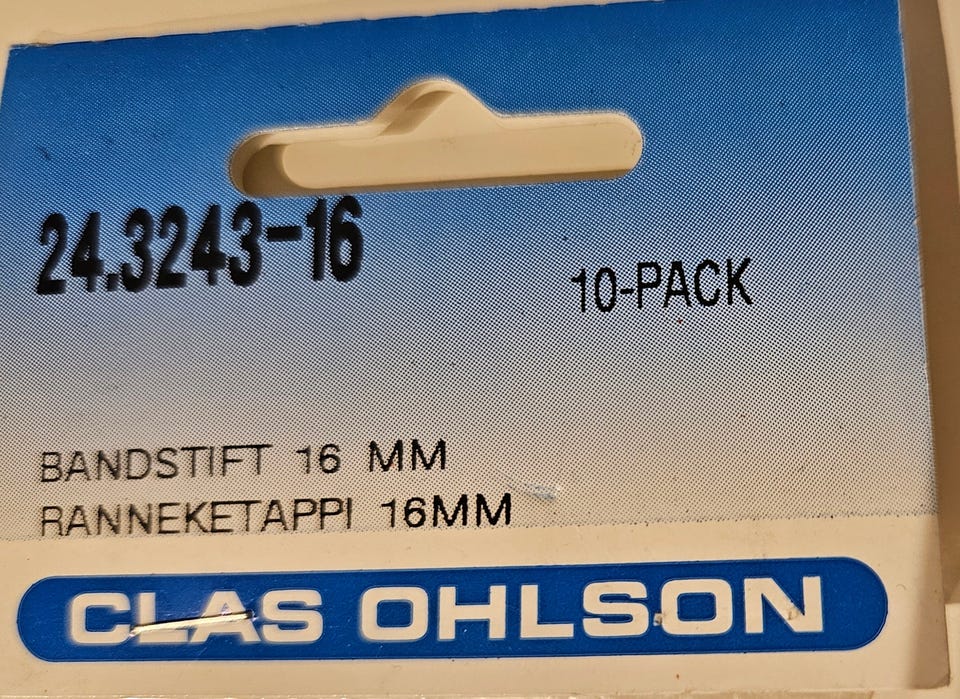 24.3243-16
10-PACK
BANDSTIFT 16 MM
RANNEKETAPPI 16MM
CLAS OHLSON